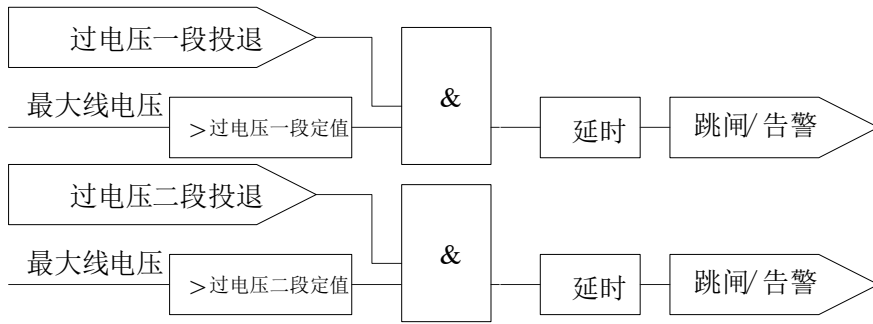 过电压一段投退
最大线电压
>过电压一段定值
&
延时
跳闸/告警
过电压二段投退
最大线电压
>过电压二段定值
&
延时
跳闸/告警